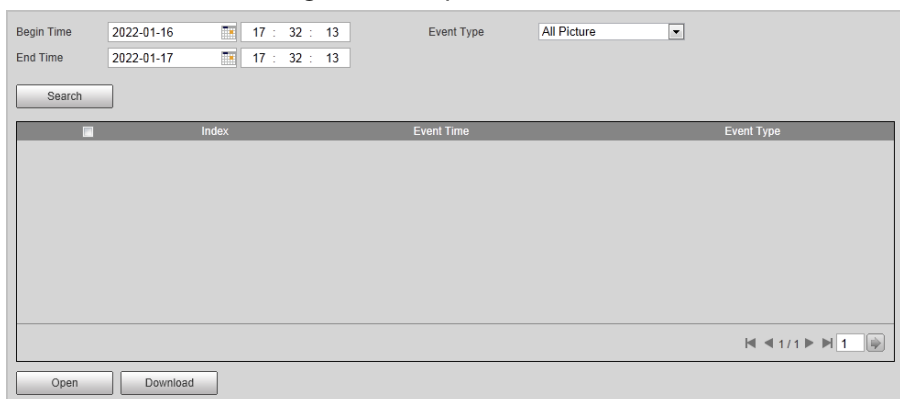 Begin Time 2022-01-16 17 : 32 : 13 Event Type All Picture
End Time 2022-01-17 17 : 32 : 13
Search
Index Event Time Event Type
1 / 1 1
Open Download